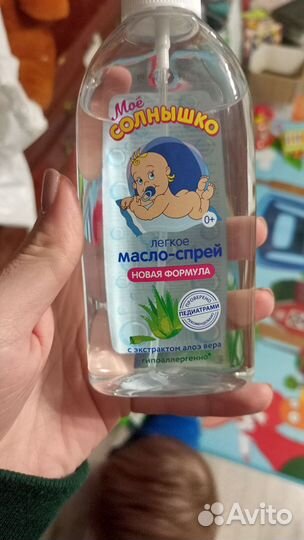 Моё
СОЛНЫШКО
0+
легкое
масло-спрей
НОВАЯ ФОРМУЛА
ПРОВЕРЕНО
ПЕДИАТРАМИ
с экстрактом алоэ вера
гипоаллергенно*
Avito